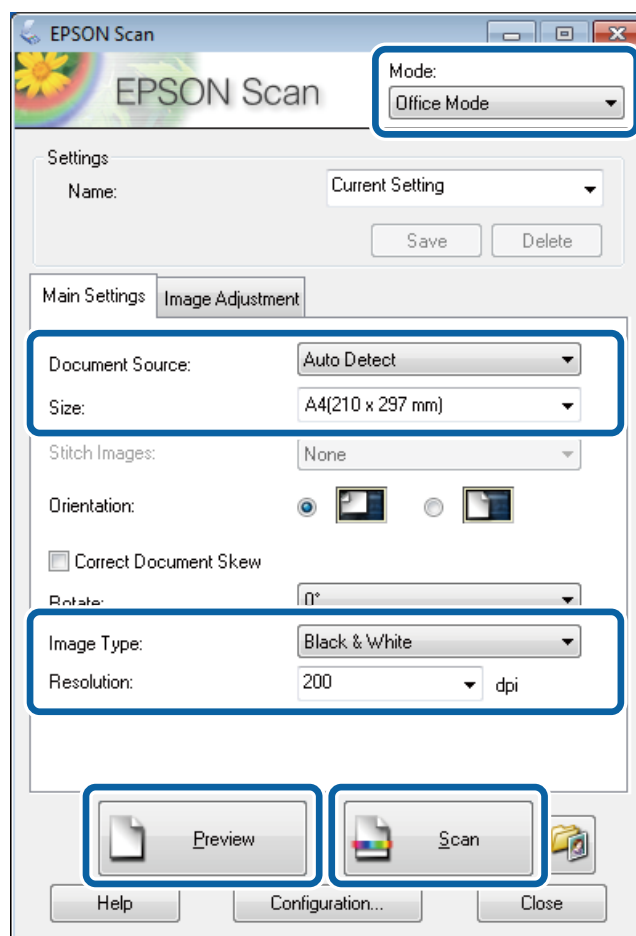 EPSON Scan
EPSON Scan
Mode:
Office Mode
Settings
Name: Current Setting
Save Delete
Main Settings Image Adjustment
Document Source: Auto Detect
Size: A4(210 x 297 mm)
Stitch Images: None
Orientation:
Correct Document Skew
Rotate: 0°
Image Type: Black & White
Resolution: 200 dpi
Preview Scan
Help Configuration... Close